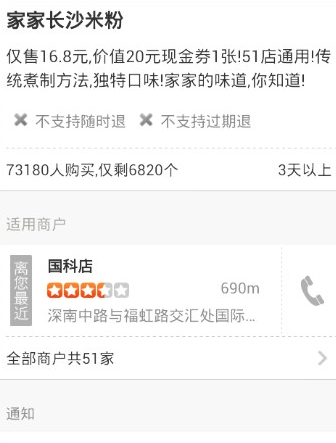 家家长沙米粉
仅售16.8元,价值20元现金券1张!51店通用!传
统煮制方法,独特口味!家家的味道,你知道!
不支持随时退 不支持过期退
73180人购买,仅剩6820个 3天以上
适用商户
离您最近
国科店
690m
深南中路与福虹路交汇处国际...
全部商户共51家
通知